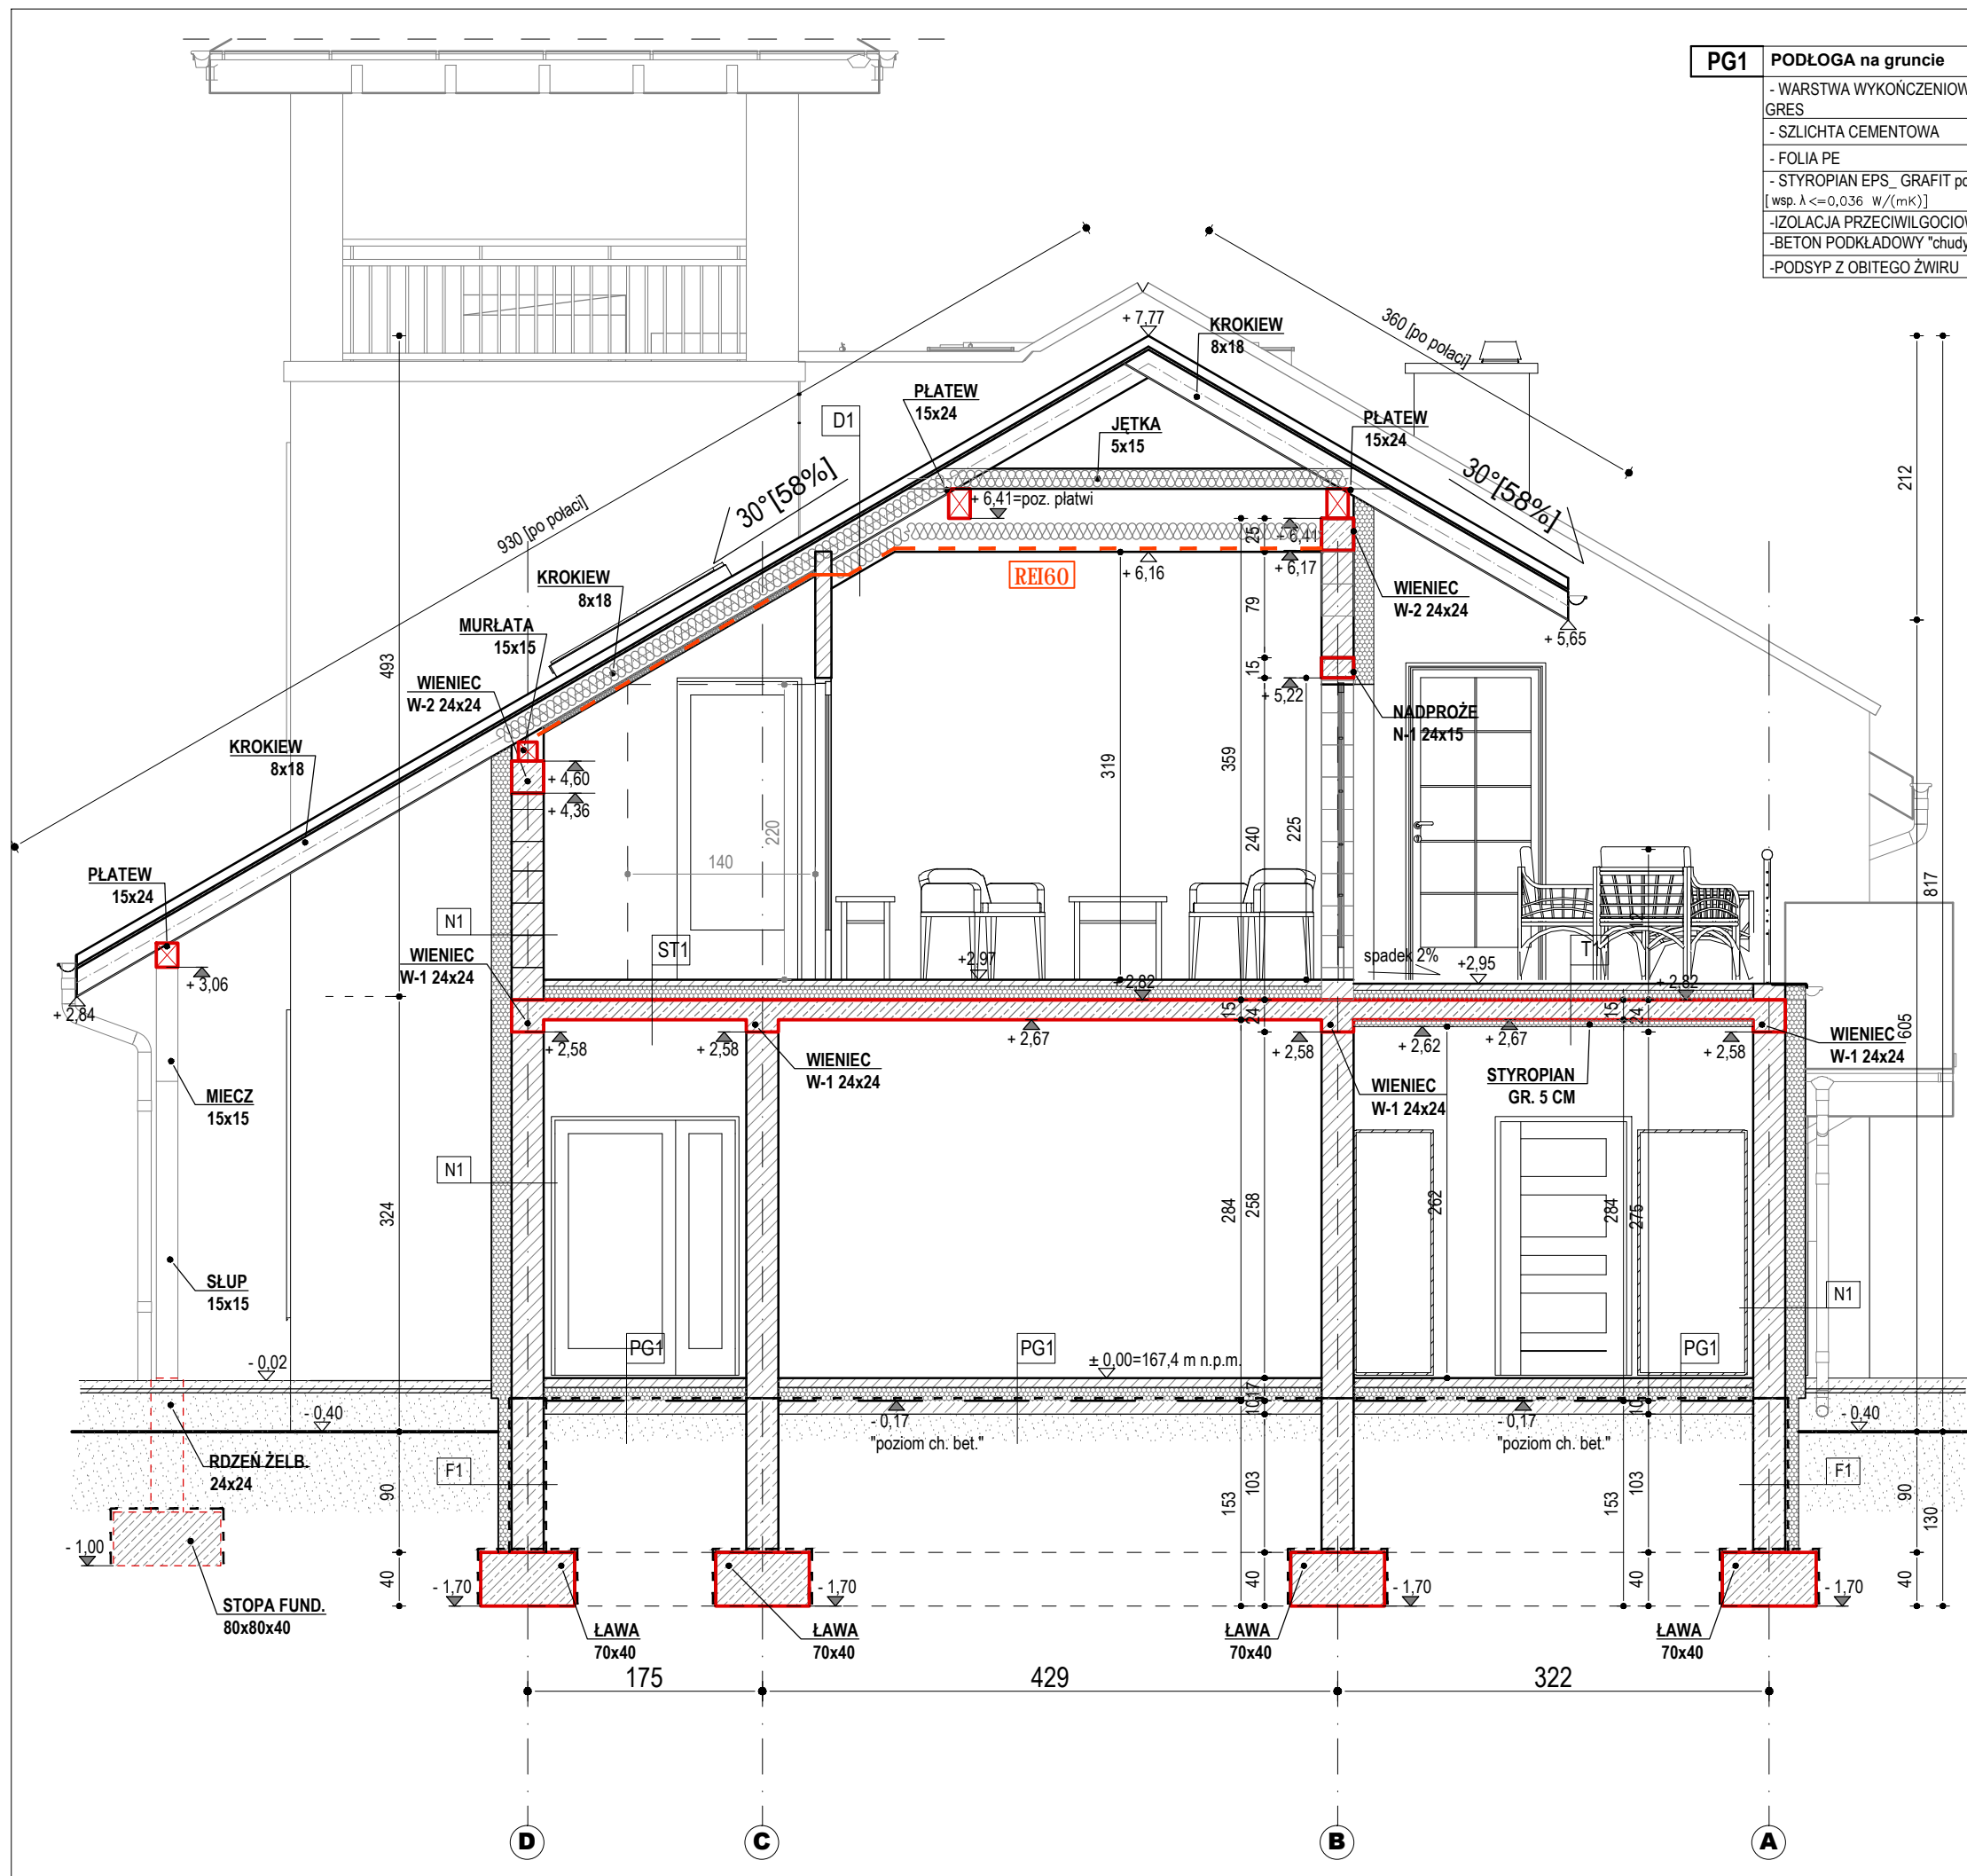 PG1 PODŁOGA na gruncie
- WARSTWA WYKOŃCZENIOW
GRES
- SZLICHTA CEMENTOWA
- FOLIA PE
- STYROPIAN EPS_ GRAFIT
[ wsp. λ <=0,036 W/(mK)]
-IZOLACJA PRZECIWILGOCIOW
-BETON PODKŁADOWY "chudy
-PODSYP Z OBITEGO ŻWIRU
+ 7,77
KROKIEW
8x18
360 [po połaci]
PŁATEW
15x24
D1
JĘTKA
5x15
PŁATEW
15x24
30°[58%]
30°[58%]
930 [po połaci]
212
+ 6,41=poz. płatwi
25
+ 6,41
+ 6,16
+ 6,17
REI60
KROKIEW
8x18
WIENIEC
W-2 24x24
79
MURŁATA
15x15
+ 5,65
493
15
WIENIEC
W-2 24x24
+ 5,22
NADPROŻE
N-1 24x15
KROKIEW
8x18
319
359
+ 4,60
+ 4,36
220
240
225
140
PŁATEW
15x24
817
N1
ST1
WIENIEC
W-1 24x24
+2,97
spadek 2%
+2,95
+ 3,06
+ 2,82
+ 2,82
+ 2,84
15
24
15
24
605
+ 2,58
+ 2,58
+ 2,67
+ 2,58
+ 2,62
+ 2,67
+ 2,58
WIENIEC
W-1 24x24
WIENIEC
W-1 24x24
WIENIEC
W-1 24x24
STYROPIAN
GR. 5 CM
MIECZ
15x15
N1
324
284
258
262
284
275
SŁUP
15x15
N1
PG1
PG1
PG1
± 0,00=167,4 m n.p.m.
- 0,02
17
10
10
- 0,40
- 0,17
"poziom ch. bet."
- 0,17
"poziom ch. bet."
- 0,40
RDZEŃ ŻELB.
24x24
F1
F1
90
153
103
153
103
90
130
- 1,00
40
- 1,70
- 1,70
40
- 1,70
40
- 1,70
40
STOPA FUND.
80x80x40
ŁAWA
70x40
ŁAWA
70x40
ŁAWA
70x40
ŁAWA
70x40
175
429
322
D
C
B
A